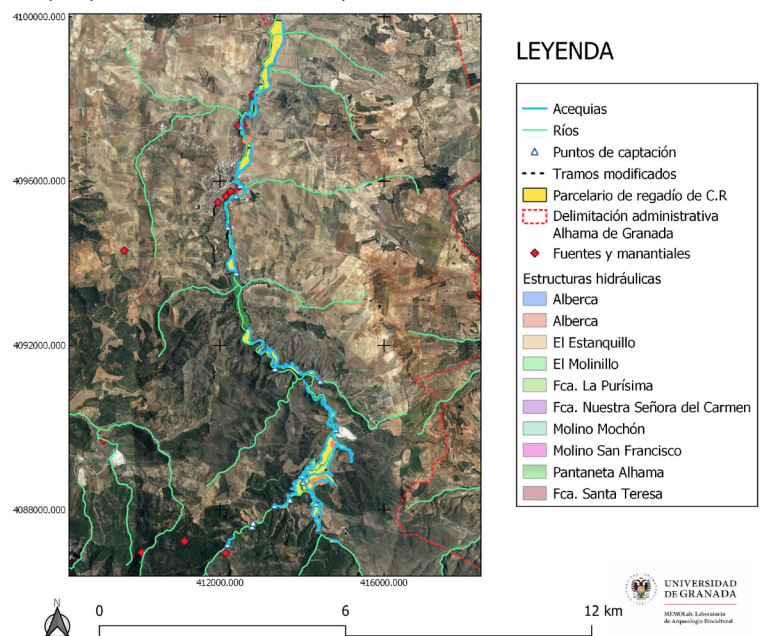 4100000.000
4096000.000
4092000.000
4088000.000
412000.000
416000.000
LEYENDA
Acequias
Ríos
Puntos de captación
Tramos modificados
Parcelario de regadío de C.R
Delimitación administrativa
Alhama de Granada
Fuentes y manantiales
Estructuras hidráulicas
Alberca
Alberca
El Estanquillo
El Molinillo
Fca. La Purísima
Fca. Nuestra Señora del Carmen
Molino Mochón
Molino San Francisco
Pantaneta Alhama
Fca. Santa Teresa
N
0
6
12 km
UNIVERSIDAD
DE GRANADA
MEMOLab. Laboratorio
de Arqueología Biocultural